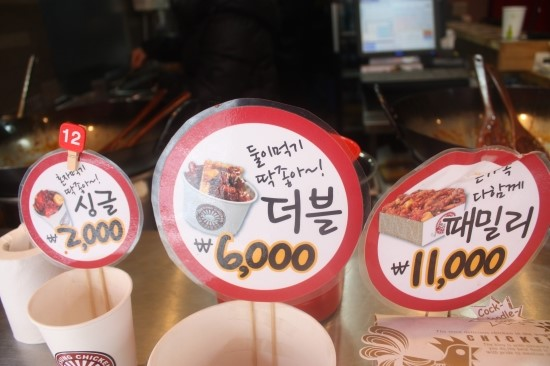 12
혼자먹기
딱좋아~!
싱글
₩2,000
둘이먹기
딱좋아~!
더블
₩6,000
다함께
패밀리
₩11,000
CHICKEN